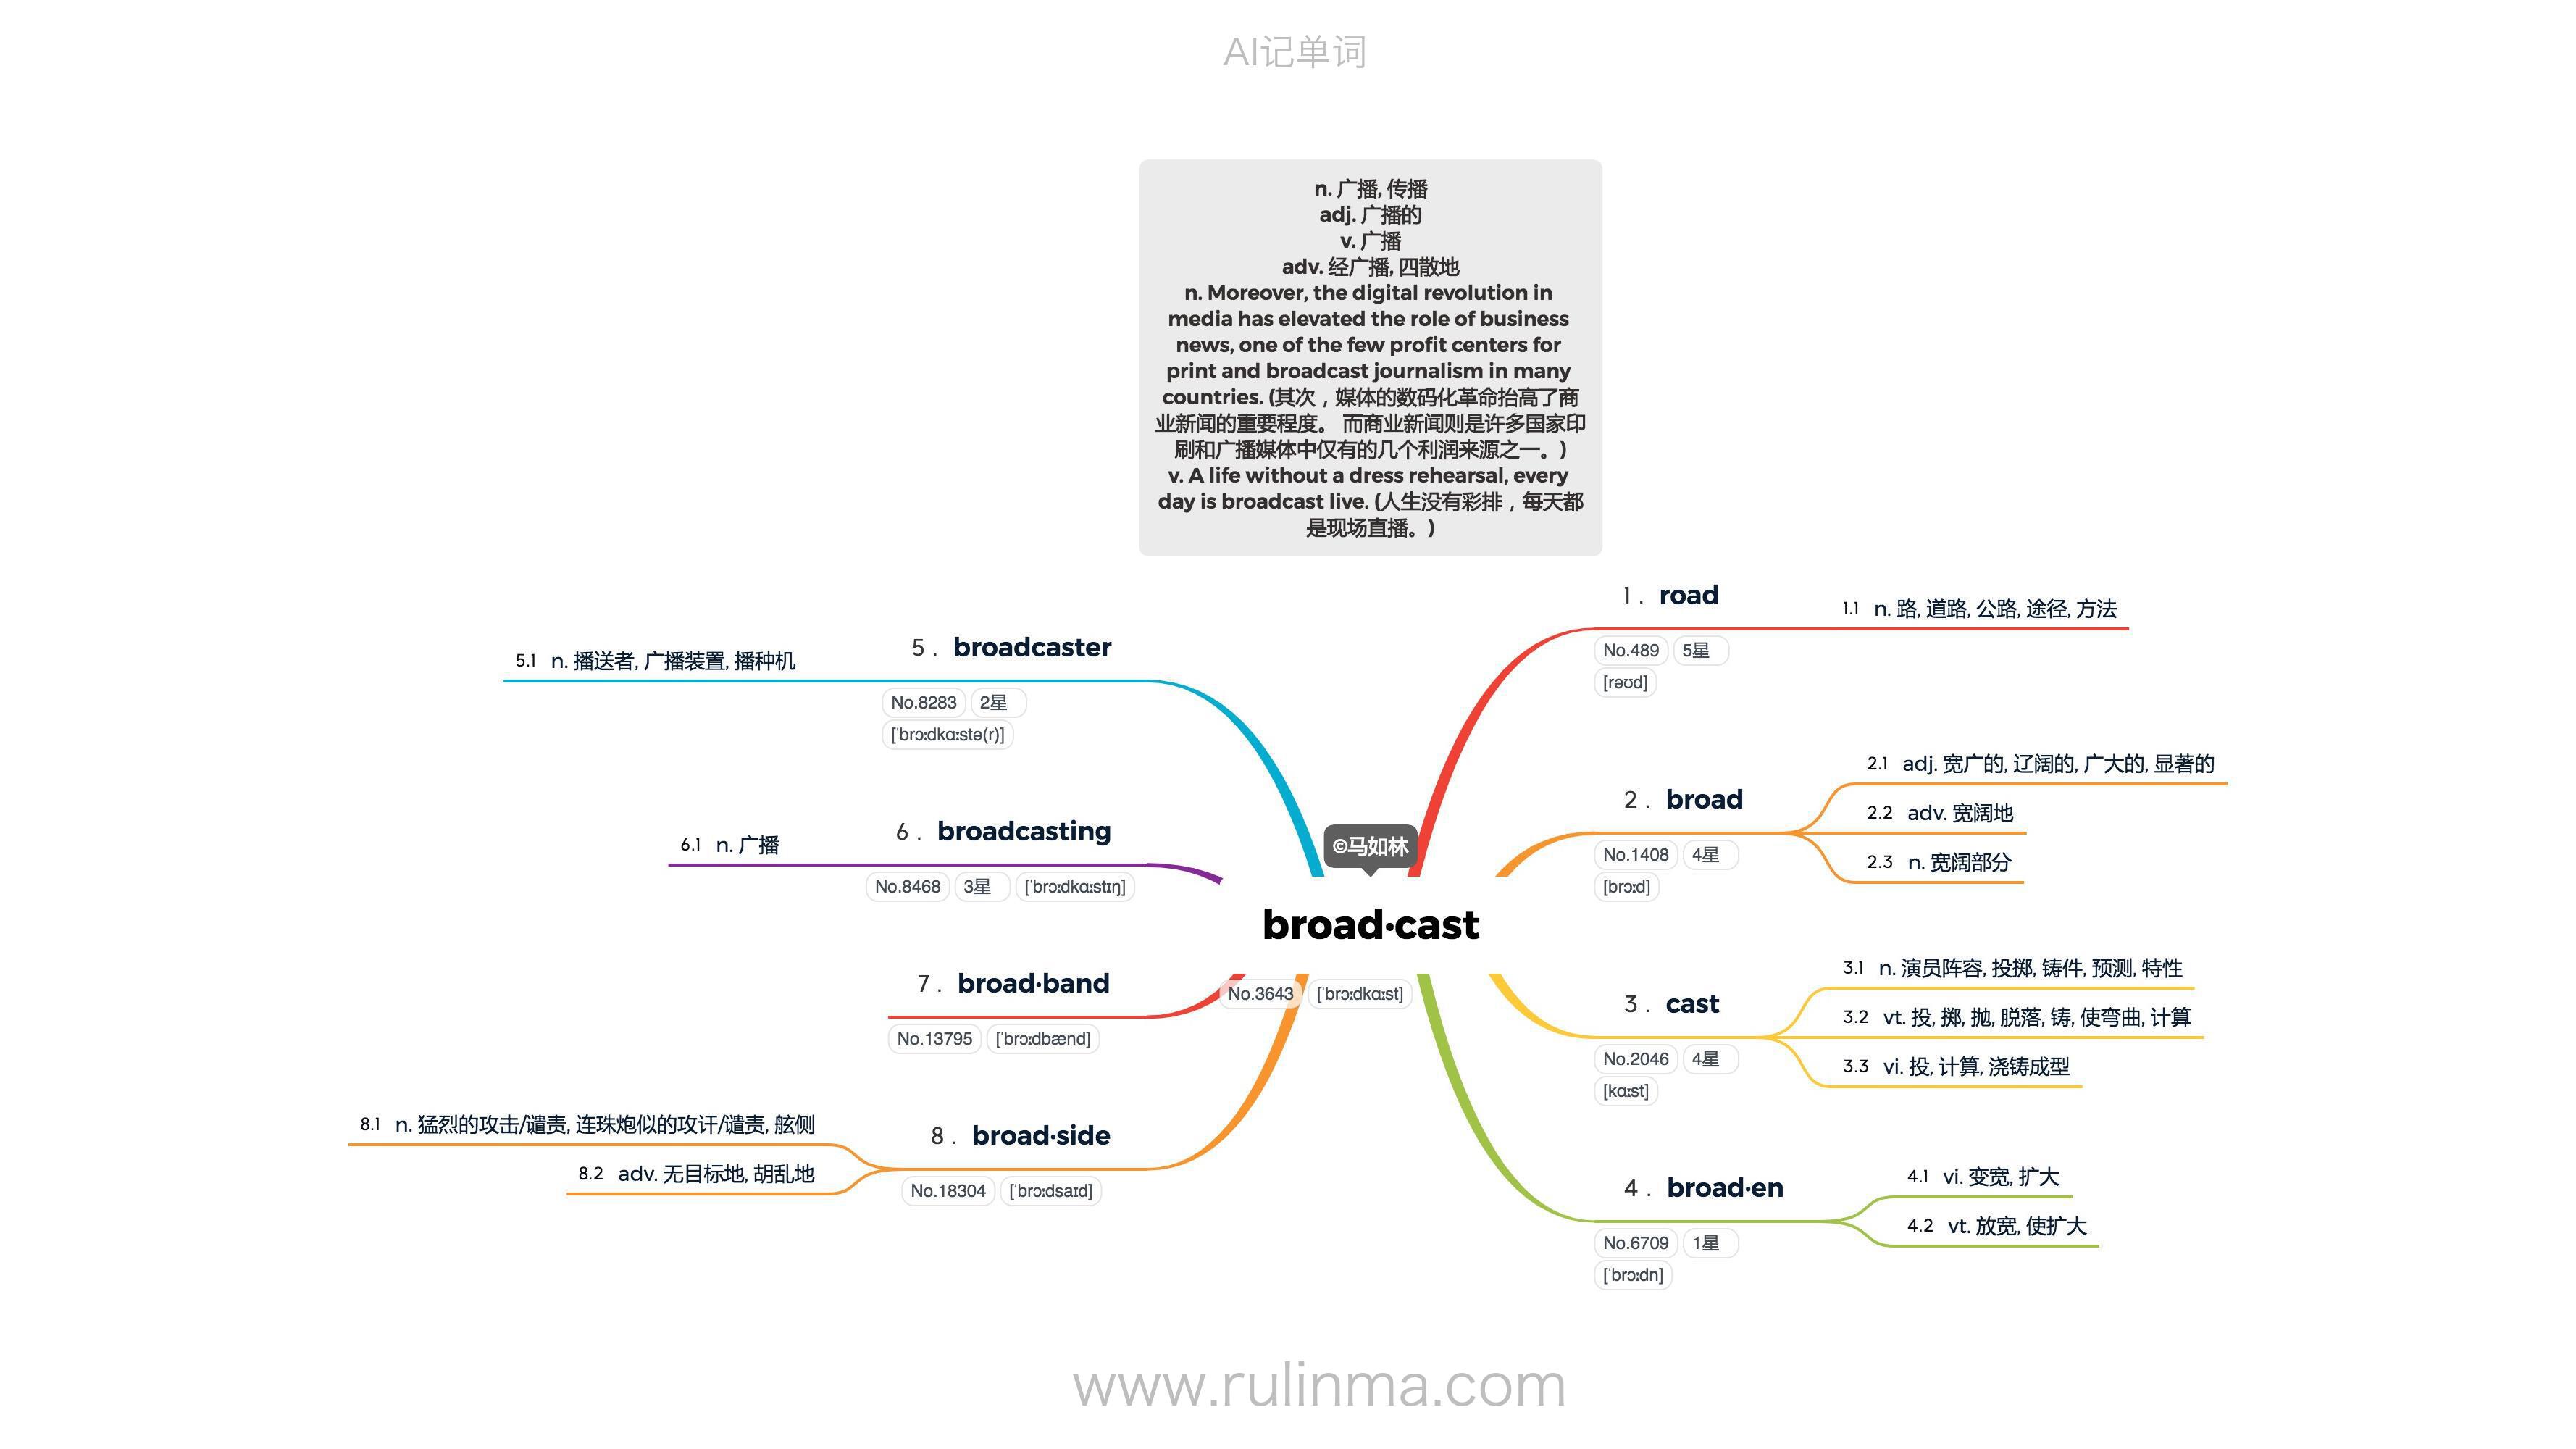 AI记单词
n. 广播, 传播
adj. 广播的
v. 广播
adv. 经广播, 四散地
n. Moreover, the digital revolution in
media has elevated the role of business
news, one of the few profit centers for
print and broadcast journalism in many
countries. (其次，媒体的数码化革命抬高了商
业新闻的重要程度。 而商业新闻则是许多国家印
刷和广播媒体中仅有的几个利润来源之一。)
v. A life without a dress rehearsal, every
day is broadcast live. (人生没有彩排，每天都
是现场直播。)
©马如林
broad·cast
No.3643 [ˈbrɔːdkɑːst]
1. road
No.489 5星
[rəʊd]
1.1 n. 路, 道路, 公路, 途径, 方法
2. broad
No.1408 4星
[brɔːd]
2.1 adj. 宽广的, 辽阔的, 广大的, 显著的
2.2 adv. 宽阔地
2.3 n. 宽阔部分
3. cast
No.2046 4星
[kɑːst]
3.1 n. 演员阵容, 投掷, 铸件, 预测, 特性
3.2 vt. 投, 掷, 抛, 脱落, 铸, 使弯曲, 计算
3.3 vi. 投, 计算, 浇铸成型
4. broad·en
No.6709 1星
[ˈbrɔːdn]
4.1 vi. 变宽, 扩大
4.2 vt. 放宽, 使扩大
5. broadcaster
No.8283 2星
[ˈbrɔːdkɑːstə(r)]
5.1 n. 播送者, 广播装置, 播种机
6. broadcasting
No.8468 3星 [ˈbrɔːdkɑːstɪŋ]
6.1 n. 广播
7. broad·band
No.13795 [ˈbrɔːdbænd]
8. broad·side
No.18304 [ˈbrɔːdsaɪd]
8.1 n. 猛烈的攻击/谴责, 连珠炮似的攻讦/谴责, 舷侧
8.2 adv. 无目标地, 胡乱地
www.rulinma.com